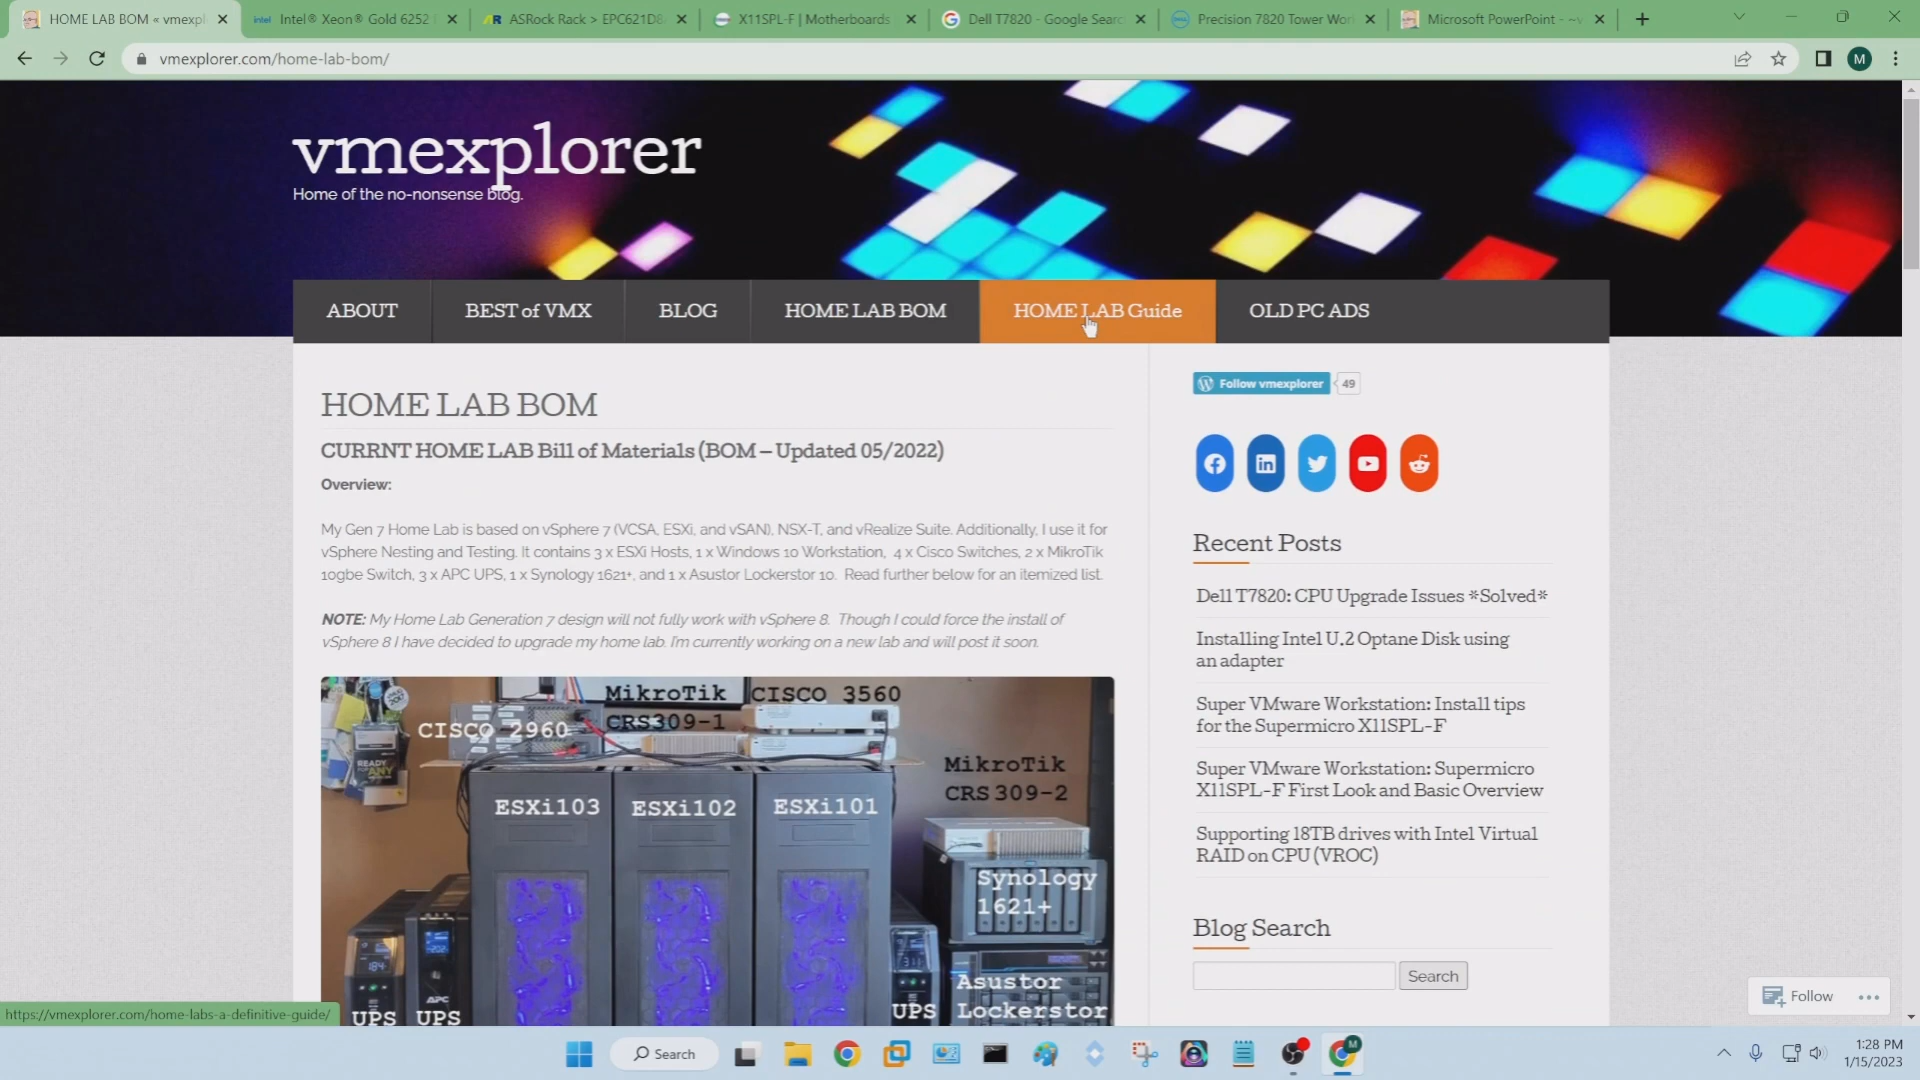 HOME LAB BOM « vmexpl
intel Intel® Xeon® Gold 6252
ASRock Rack > EPC621D8
X11SPL-F | Motherboards
Dell T7820 - Google Searc
Precision 7820 Tower Wor
Microsoft PowerPoint - ~v
vmexplorer.com/home-lab-bom/
M
vmexplorer
Home of the no-nonsense blog.
ABOUT
BEST of VMX
BLOG
HOME LAB BOM
HOME LAB Guide
OLD PC ADS
HOME LAB BOM
CURRNT HOME LAB Bill of Materials (BOM – Updated 05/2022)
Overview:
My Gen 7 Home Lab is based on vSphere 7 (VCSA, ESXi, and vSAN), NSX-T, and vRealize Suite. Additionally, I use it for
vSphere Nesting and Testing. It contains 3 x ESXi Hosts, 1 x Windows 10 Workstation, 4 x Cisco Switches, 2 x MikroTik
10gbe Switch, 3 x APC UPS, 1 x Synology 1621+, and 1 x Asustor Lockerstor 10. Read further below for an itemized list.
NOTE: My Home Lab Generation 7 design will not fully work with vSphere 8. Though I could force the install of
vSphere 8 I have decided to upgrade my home lab. I'm currently working on a new lab and will post it soon.
MikroTik
CRS309-1
CISCO 3560
CISCO 2960
MikroTik
CRS309-2
ESXi103
ESXi102
ESXi101
Synology
1621+
READY
FOR
ANY
184
APC
311
Asustor
Lockerstor
UPS
UPS
UPS
Follow vmexplorer
49
Recent Posts
Dell T7820: CPU Upgrade Issues *Solved*
Installing Intel U.2 Optane Disk using
an adapter
Super VMware Workstation: Install tips
for the Supermicro X11SPL-F
Super VMware Workstation: Supermicro
X11SPL-F First Look and Basic Overview
Supporting 18TB drives with Intel Virtual
RAID on CPU (VROC)
Blog Search
Search
Follow
https://vmexplorer.com/home-labs-a-definitive-guide/
Search
M
1:28 PM
1/15/2023